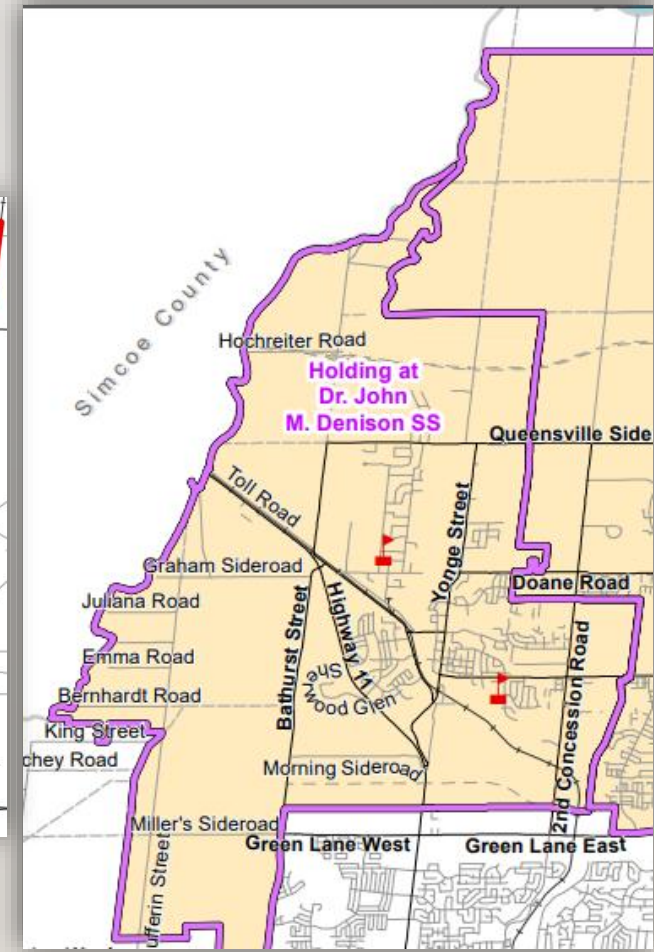 Simcoe County
Hochreiter Road
Holding at
Dr. John
M. Denison SS
Queensville Side
Toll Road
Yonge Street
Graham Sideroad
Doane Road
Juliana Road
Highway 11
Bathurst Street
Emma Road
Sherwood Glen
2nd Concession Road
Bernhardt Road
King Street
chey Road
Morning Sideroad
Miller's Sideroad
Green Lane West
Green Lane East
ufferin Street